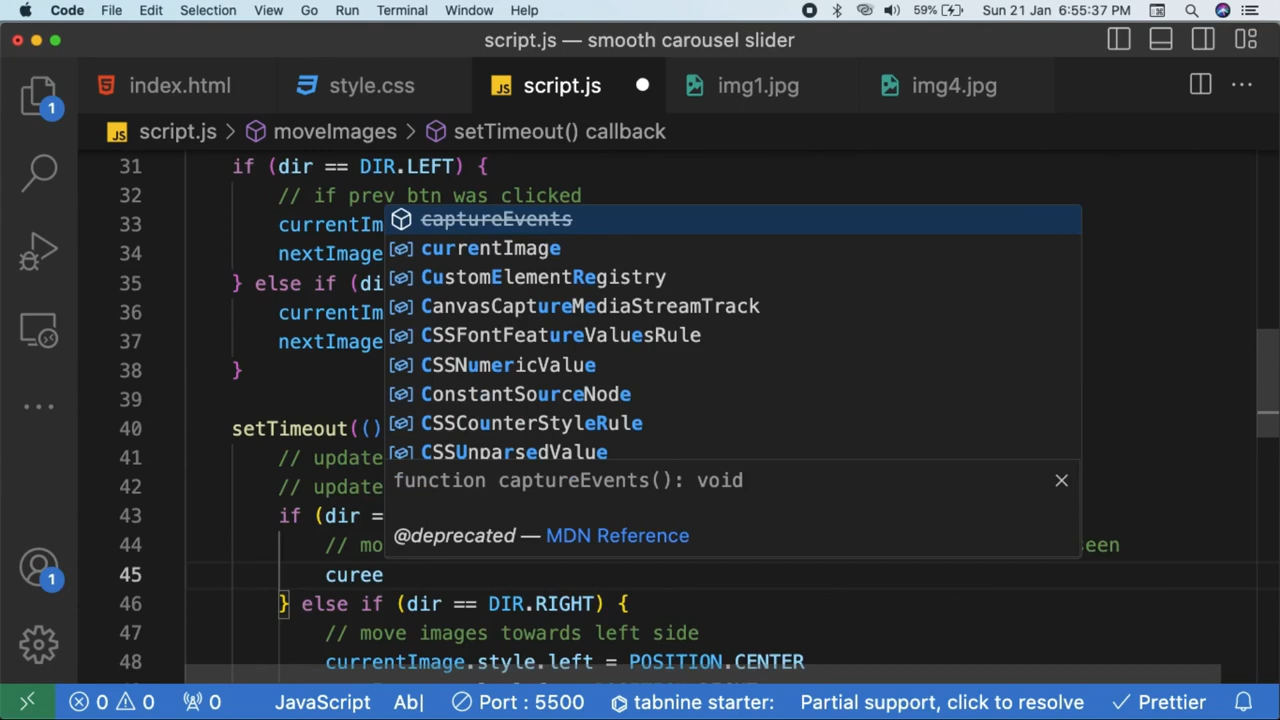 Code File Edit Selection View Go Run Terminal Window Help 59% Sun 21 Jan 6:55:37 PM
script.js — smooth carousel slider
index.html style.css JS script.js img1.jpg img4.jpg
JS script.js > moveImages > setTimeout() callback
31 if (dir == DIR.LEFT) {
32 // if prev btn was clicked
33 currentIm
34 nextImage
35 } else if (di
36 currentIm
37 nextImage
38 }
39
40 setTimeout(()
41 // update
42 // update
43 if (dir =
44 // mo een
45 curee
46 } else if (dir == DIR.RIGHT) {
47 // move images towards left side
48 currentImage.style.left = POSITION.CENTER
captureEvents
currentImage
CustomElementRegistry
CanvasCaptureMediaStreamTrack
CSSFontFeatureValuesRule
CSSNumericValue
ConstantSourceNode
CSSCounterStyleRule
CSSUnparsedValue
function captureEvents(): void
@deprecated — MDN Reference
1
1
0 0 0 JavaScript Ab| Port : 5500 tabnine starter: Partial support, click to resolve Prettier